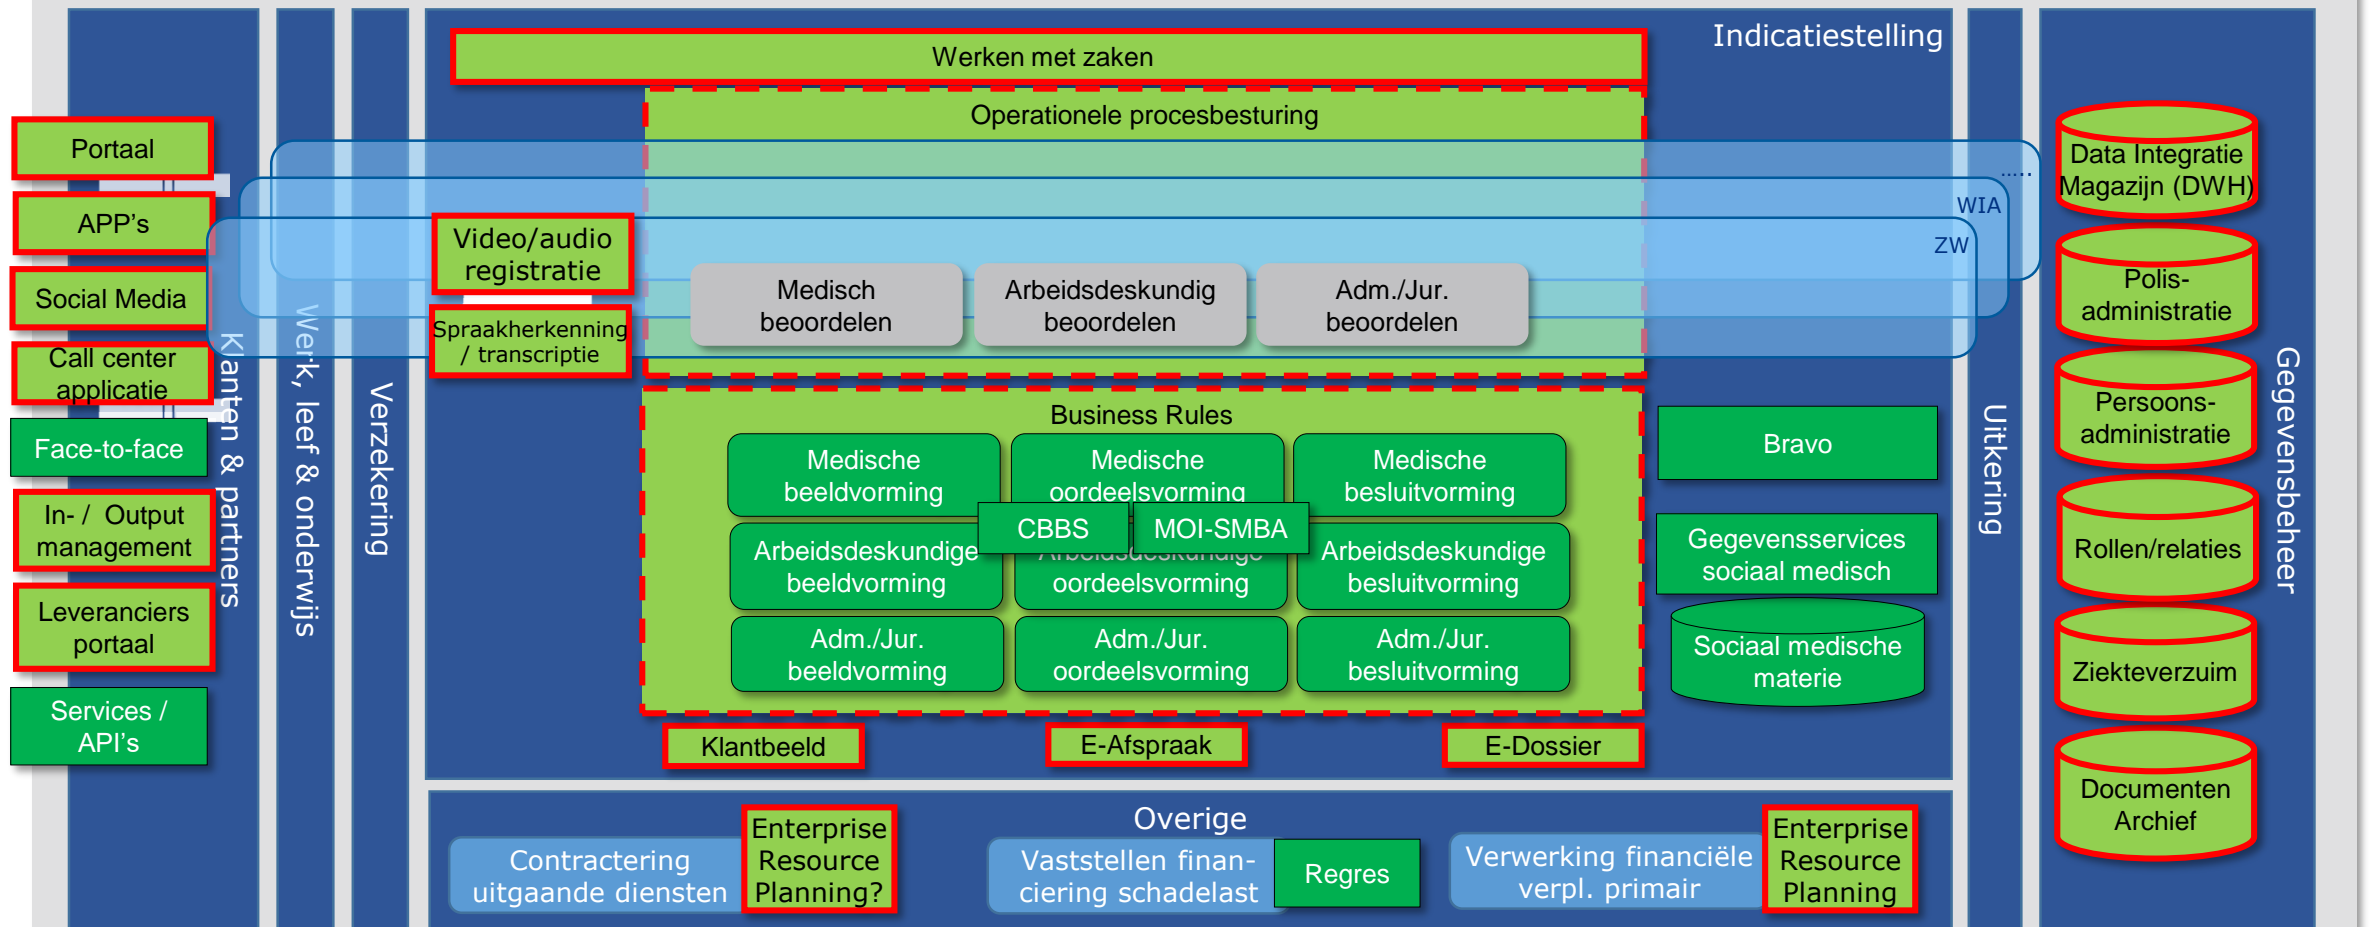 Indicatiestelling
Werken met zaken
Operationele procesbesturing
Portaal
APP's
Social Media
Call center
applicatie
Face-to-face
In- / Output
management
Leveranciers
portaal
Services /
API's
Klanten & partners
Werk, leef & onderwijs
Verzekering
Video/audio
registratie
Spraakherkenning
/ transcriptie
.....
WIA
ZW
Medisch
beoordelen
Arbeidsdeskundig
beoordelen
Adm./Jur.
beoordelen
Business Rules
Medische
beeldvorming
Medische
oordeelsvorming
Medische
besluitvorming
CBBS
MOI-SMBA
Arbeidsdeskundige
beeldvorming
Arbeidsdeskundige
oordeelsvorming
Arbeidsdeskundige
besluitvorming
Adm./Jur.
beeldvorming
Adm./Jur.
oordeelsvorming
Adm./Jur.
besluitvorming
Klantbeeld
E-Afspraak
E-Dossier
Bravo
Gegevensservices
sociaal medisch
Sociaal medische
materie
Uitkering
Data Integratie
Magazijn (DWH)
Polis-
administratie
Persoons-
administratie
Rollen/relaties
Ziekteverzuim
Documenten
Archief
Gegevensbeheer
Overige
Contractering
uitgaande diensten
Enterprise
Resource
Planning?
Vaststellen finan-
ciering schadelast
Regres
Verwerking financiële
verpl. primair
Enterprise
Resource
Planning